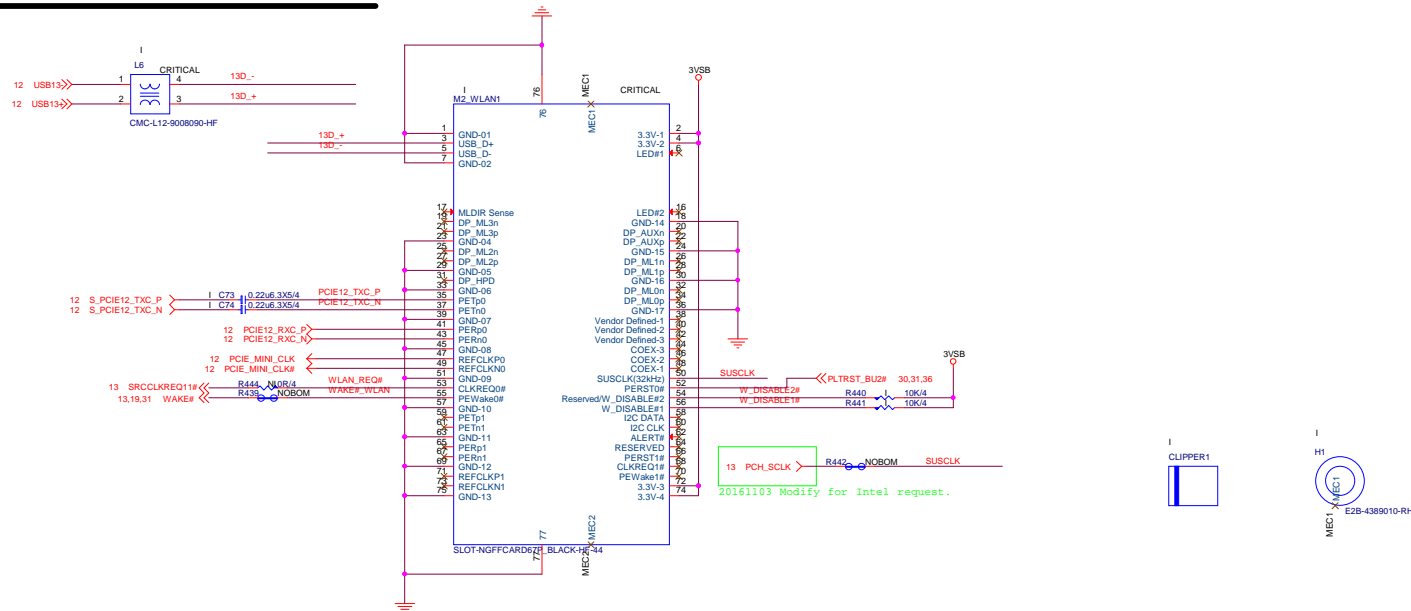 I
L6
CRITICAL
12 USB13-
1
4
13D_-
12 USB13+
2
3
13D_+
CMC-L12-9008090-HF
I
M2_WLAN1
76
76
MEC1
MEC1
CRITICAL
3VSB
1 GND-01
13D_+ 3 USB_D+
13D_- 5 USB_D-
7 GND-02
3.3V-1 2
3.3V-2 4
LED#1 6
17 MLDIR Sense
19 DP_ML3n
21 DP_ML3p
23 GND-04
25 DP_ML2n
27 DP_ML2p
29 GND-05
31 DP_HPD
33 GND-06
12 S_PCIE12_TXC_P I C73 0.22u6.3X5/4 PCIE12_TXC_P 35 PETp0
12 S_PCIE12_TXC_N I C74 0.22u6.3X5/4 PCIE12_TXC_N 37 PETn0
39 GND-07
12 PCIE12_RXC_P 41 PERp0
12 PCIE12_RXC_N 43 PERn0
45 GND-08
12 PCIE_MINI_CLK 47 REFCLKP0
12 PCIE_MINI_CLK# 49 REFCLKN0
51 GND-09
13 SRCCLKREQ11# R444 NI 0R/4 WLAN_REQ# 53 CLKREQ0#
13,19,31 WAKE# R439 NOBOM WAKE#_WLAN 55 PEWake0#
57 GND-10
59 PETp1
61 PETn1
63 GND-11
65 PERp1
67 PERn1
69 GND-12
71 REFCLKP1
73 REFCLKN1
75 GND-13
LED#2 16
GND-14 18
DP_AUXn 20
DP_AUXp 22
GND-15 24
DP_ML1n 26
DP_ML1p 28
GND-16 30
DP_ML0n 32
DP_ML0p 34
GND-17 36
Vendor Defined-1 38
Vendor Defined-2 40
Vendor Defined-3 42
COEX-3 44
COEX-2 46
COEX-1 48
SUSCLK(32kHz) 50 SUSCLK
PERST0# 52 PLTRST_BU2# 30,31,36
Reserved/W_DISABLE#2 54 W_DISABLE2# R440 I 10K/4
W_DISABLE#1 56 W_DISABLE1# R441 I 10K/4
3VSB
I2C DATA 58
I2C CLK 60
ALERT# 62
RESERVED 64
PERST1# 66
CLKREQ1# 68
PEWake1# 70
3.3V-3 72
3.3V-4 74
77
77
MEC2
MEC2
SLOT-NGFFCARD67P_BLACK-HF-44
13 PCH_SCLK R442 NOBOM SUSCLK
20161103 Modify for Intel request.
I
CLIPPER1
I
H1
MEC1
MEC1
E2B-4389010-RH